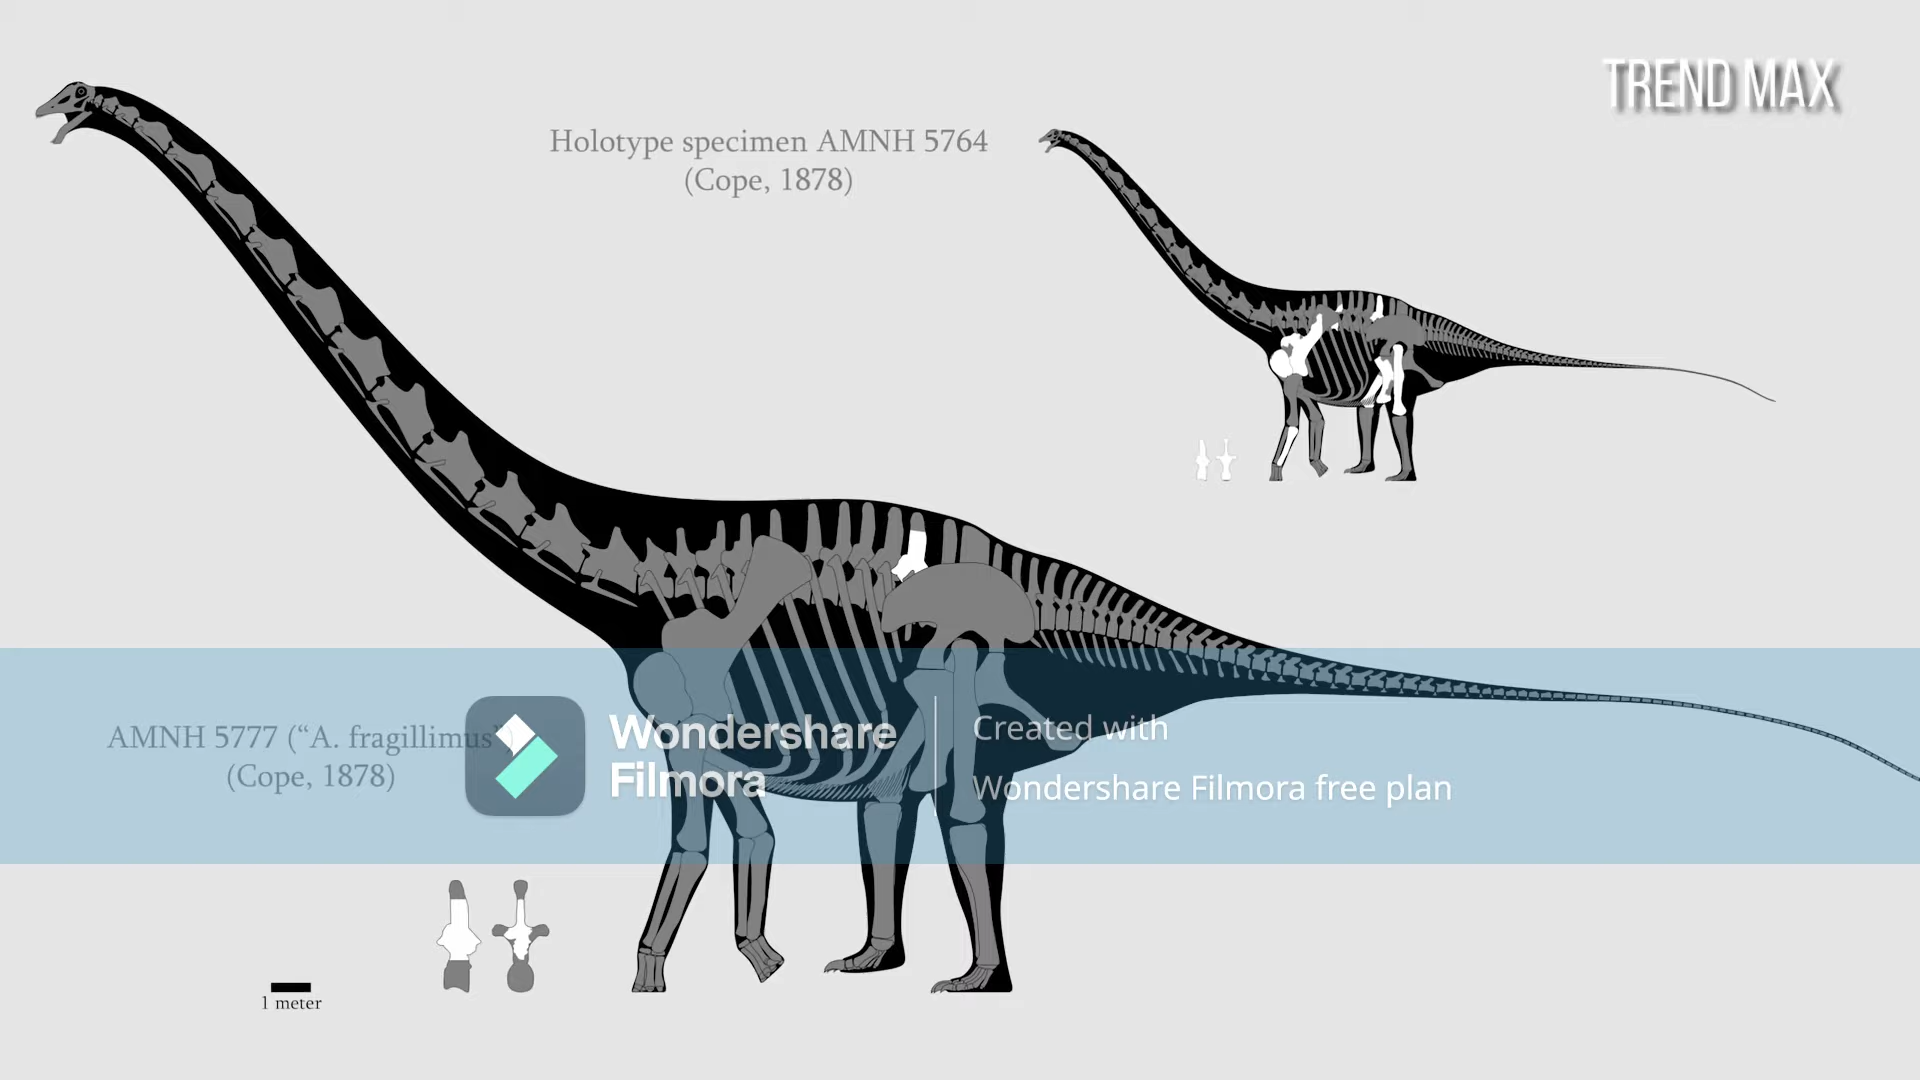 TREND MAX
Holotype specimen AMNH 5764
(Cope, 1878)
AMNH 5777 (“A. fragillimus”)
(Cope, 1878)
Wondershare
Filmora
Created with
Wondershare Filmora free plan
1 meter